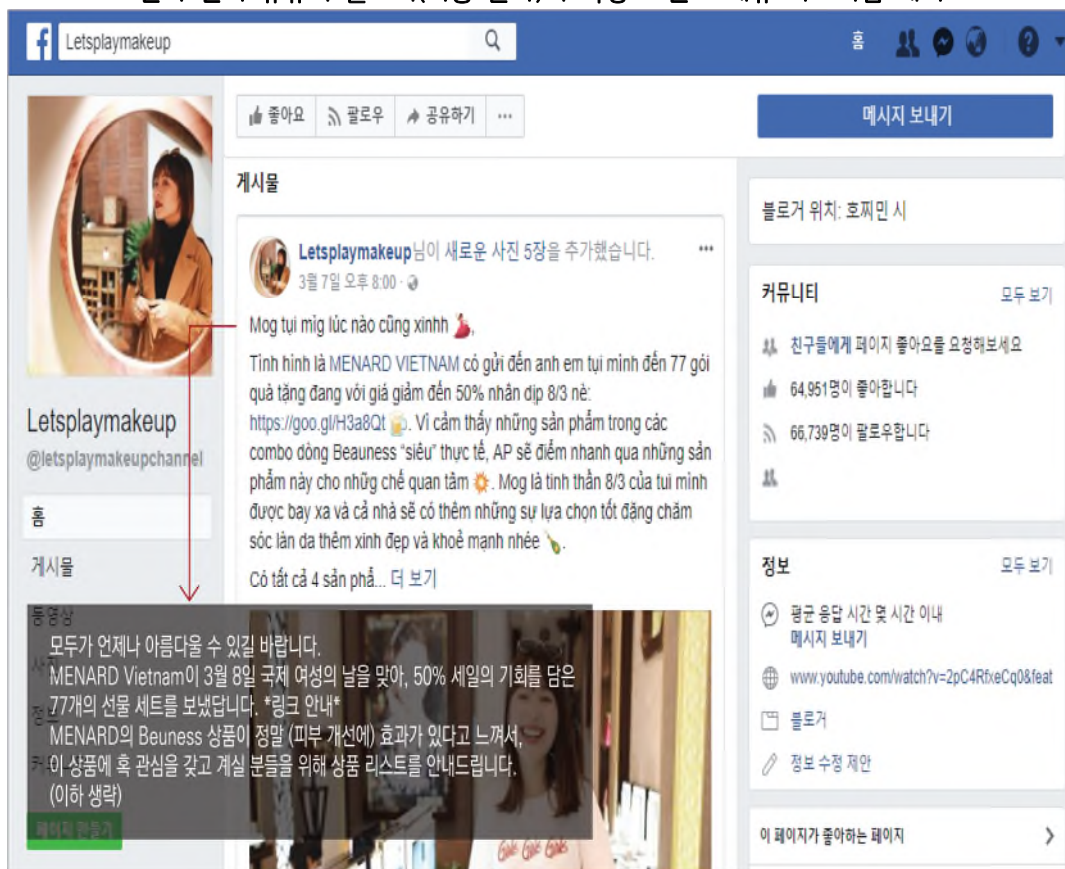 Letsplaymakeup
홈
좋아요 팔로우 공유하기 ...
메시지 보내기
게시물
Letsplaymakeup님이 새로운 사진 5장을 추가했습니다.
3월 7일 오후 8:00
Mog tụi mìg lúc nào cũng xinhh
Tình hình là MENARD VIETNAM có gửi đến anh em tụi mình đến 77 gói
quà tặng đang với giá giảm đến 50% nhân dịp 8/3 nè:
https://goo.gl/H3a8Qt . Vì cảm thấy những sản phẩm trong các
combo dòng Beauness “siêu” thực tế, AP sẽ điểm nhanh qua những sản
phẩm này cho nhữg chế quan tâm . Mog là tinh thần 8/3 của tui mình
được bay xa và cả nhà sẽ có thêm những sự lựa chọn tốt đặng chăm
sóc làn da thêm xinh đẹp và khoẻ mạnh nhée .
Có tất cả 4 sản phẩ... 더 보기
Letsplaymakeup
@letsplaymakeupchannel
홈
게시물
동영상
모두가 언제나 아름다울 수 있길 바랍니다.
MENARD Vietnam이 3월 8일 국제 여성의 날을 맞아, 50% 세일의 기회를 담은
77개의 선물 세트를 보냈답니다. *링크 안내*
MENARD의 Beuness 상품이 정말 (피부 개선에) 효과가 있다고 느껴서,
이 상품에 혹 관심을 갖고 계실 분들을 위해 상품 리스트를 안내드립니다.
(이하 생략)
페이지 만들기
Girls Girls Girls
블로거 위치: 호찌민 시
커뮤니티 모두 보기
친구들에게 페이지 좋아요를 요청해보세요
64,951명이 좋아합니다
66,739명이 팔로우합니다
정보 모두 보기
평균 응답 시간 몇 시간 이내
메시지 보내기
www.youtube.com/watch?v=2pC4RfxeCq0&feat
블로거
정보 수정 제안
이 페이지가 좋아하는 페이지